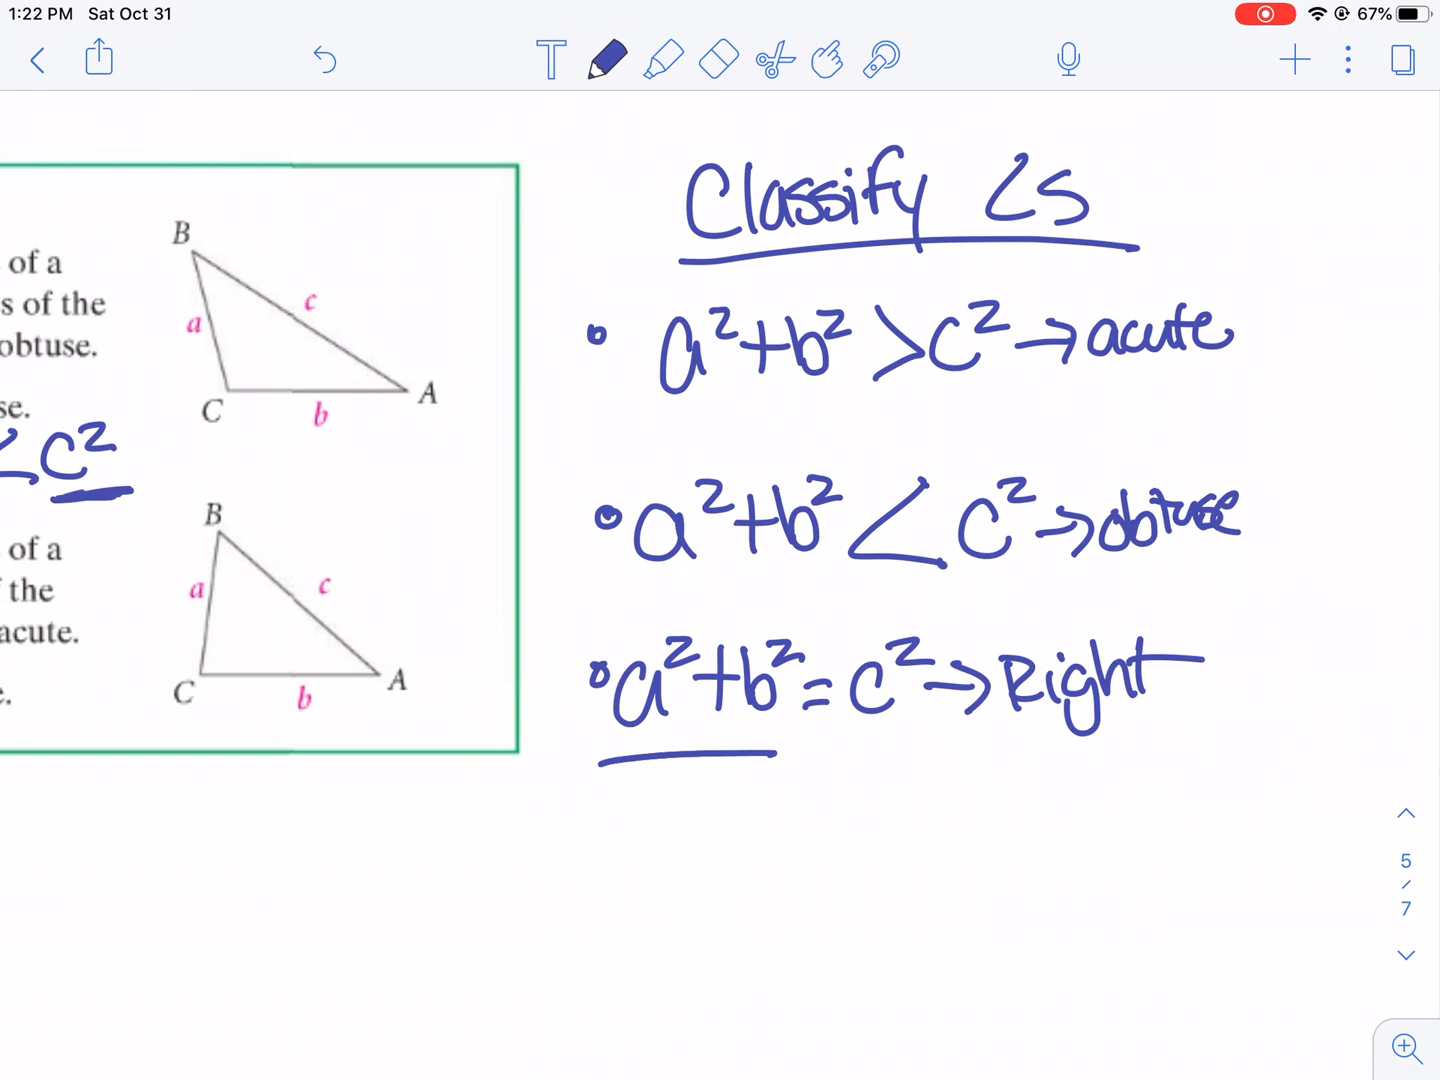 1:22 PM Sat Oct 31
67%
T
Classify ∠s
B
of a
s of the
obtuse.
c
a
a²+b² > c² → acute
C
b
A
se.
< c²
a²+b² < c² → obtuse
B
of a
the
acute.
a
c
a²+b² = c² → Right
C
b
A
e.
5
/
7